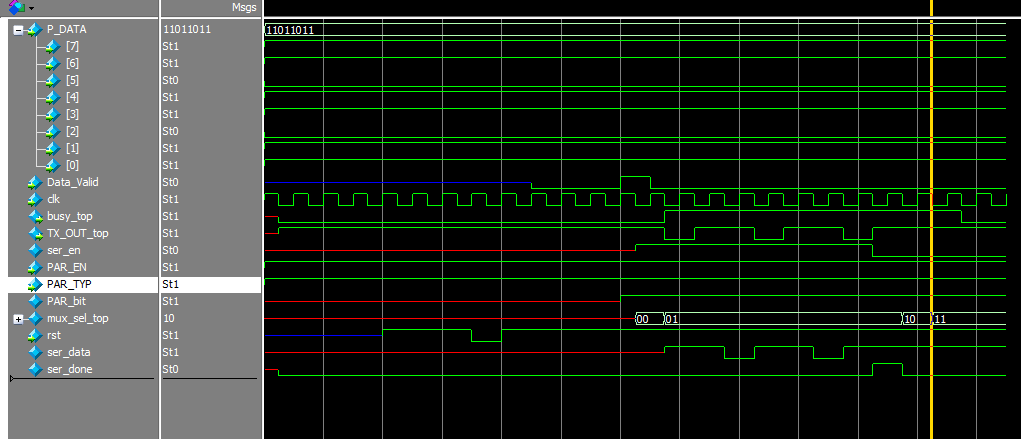 Msgs
P_DATA 11011011 11011011
[7] St1
[6] St1
[5] St0
[4] St1
[3] St1
[2] St0
[1] St1
[0] St1
Data_Valid St0
clk St1
busy_top St1
TX_OUT_top St1
ser_en St0
PAR_EN St1
PAR_TYP St1
PAR_bit St1
mux_sel_top 10 00 01 10 11
rst St1
ser_data St1
ser_done St0